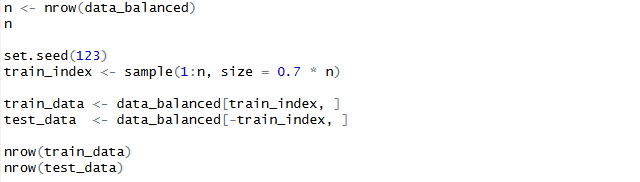 n <- nrow(data_balanced)
n
set.seed(123)
train_index <- sample(1:n, size = 0.7 * n)
train_data <- data_balanced[train_index, ]
test_data  <- data_balanced[-train_index, ]
nrow(train_data)
nrow(test_data)